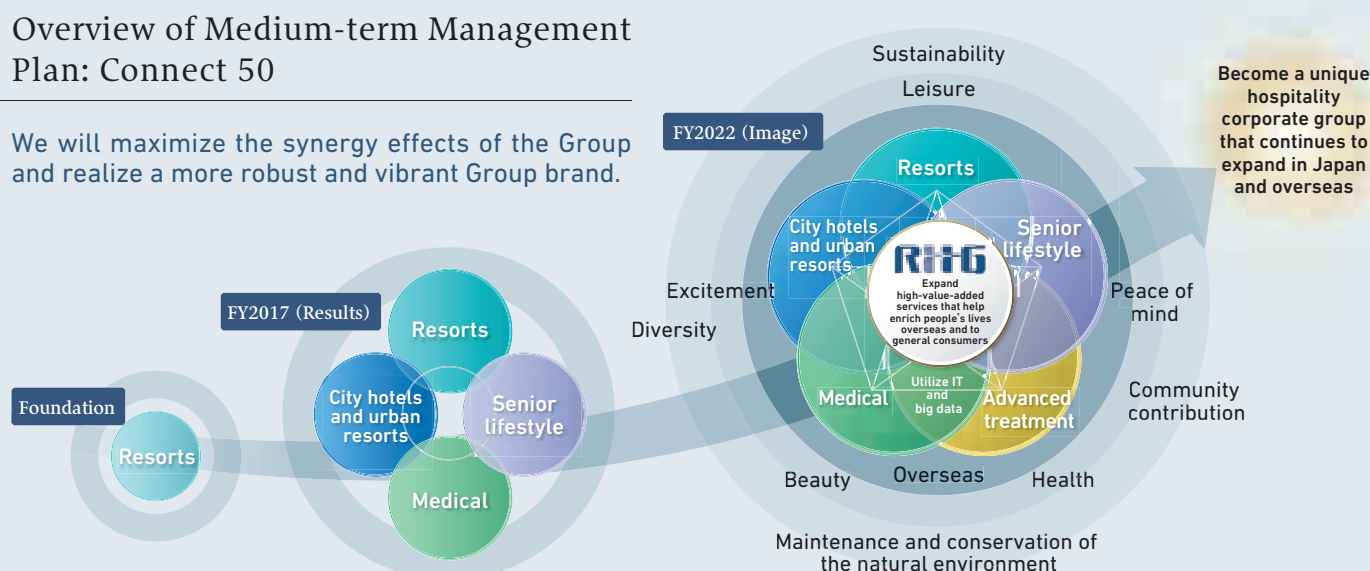 Overview of Medium-term Management
Plan: Connect 50
We will maximize the synergy effects of the Group
and realize a more robust and vibrant Group brand.
Foundation
Resorts
FY2017 (Results)
Resorts
City hotels
and urban
resorts
Senior
lifestyle
Medical
FY2022 (Image)
Sustainability
Leisure
Resorts
City hotels
and urban
resorts
Senior
lifestyle
Expand
high-value-added
services that help
enrich people's lives
overseas and to
general consumers
Medical
Utilize IT
and
big data
Advanced
treatment
Excitement
Diversity
Peace of
mind
Community
contribution
Beauty
Overseas
Health
Maintenance and conservation of
the natural environment
Become a unique
hospitality
corporate group
that continues to
expand in Japan
and overseas